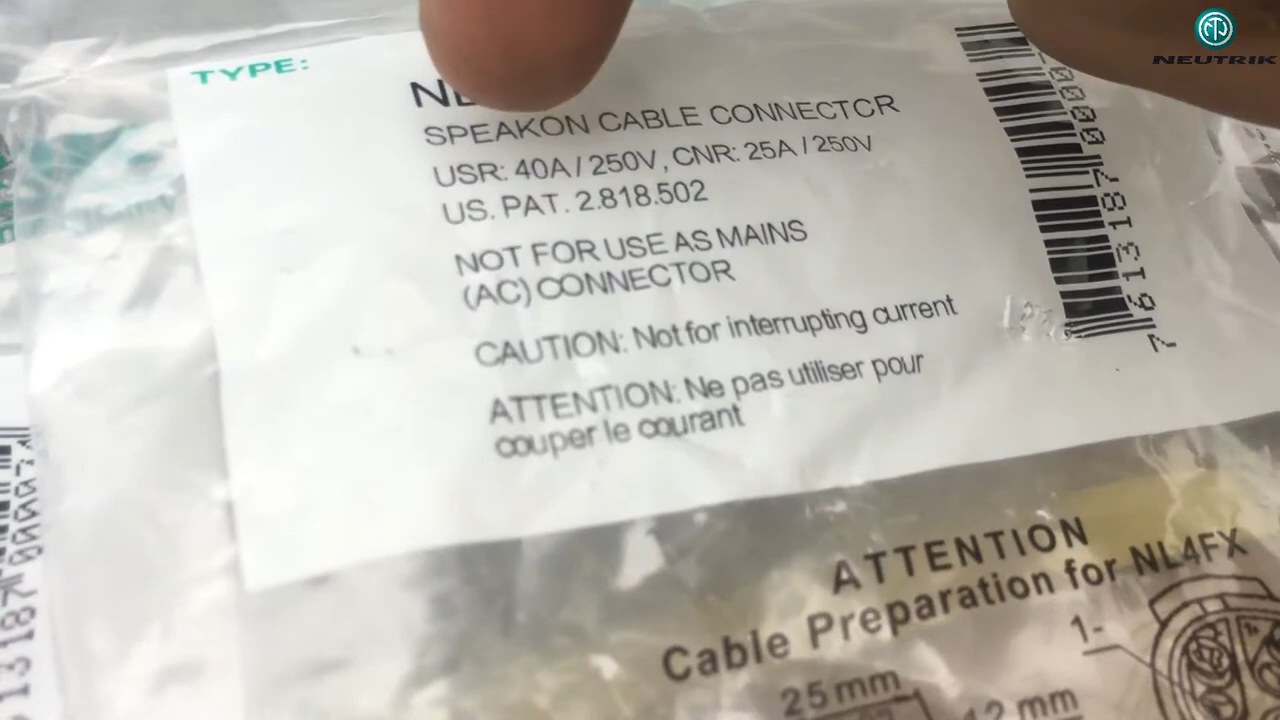 TYPE:
SPEAKON CABLE CONNECTOR
USR: 40A / 250V, CNR: 25A / 250V
US. PAT. 2.818.502
NOT FOR USE AS MAINS
(AC) CONNECTOR
CAUTION: Not for interrupting current
ATTENTION: Ne pas utiliser pour
couper le courant
NEUTRIK
ATTENTION
Cable Preparation for NL4FX
1-
25 mm
12 mm